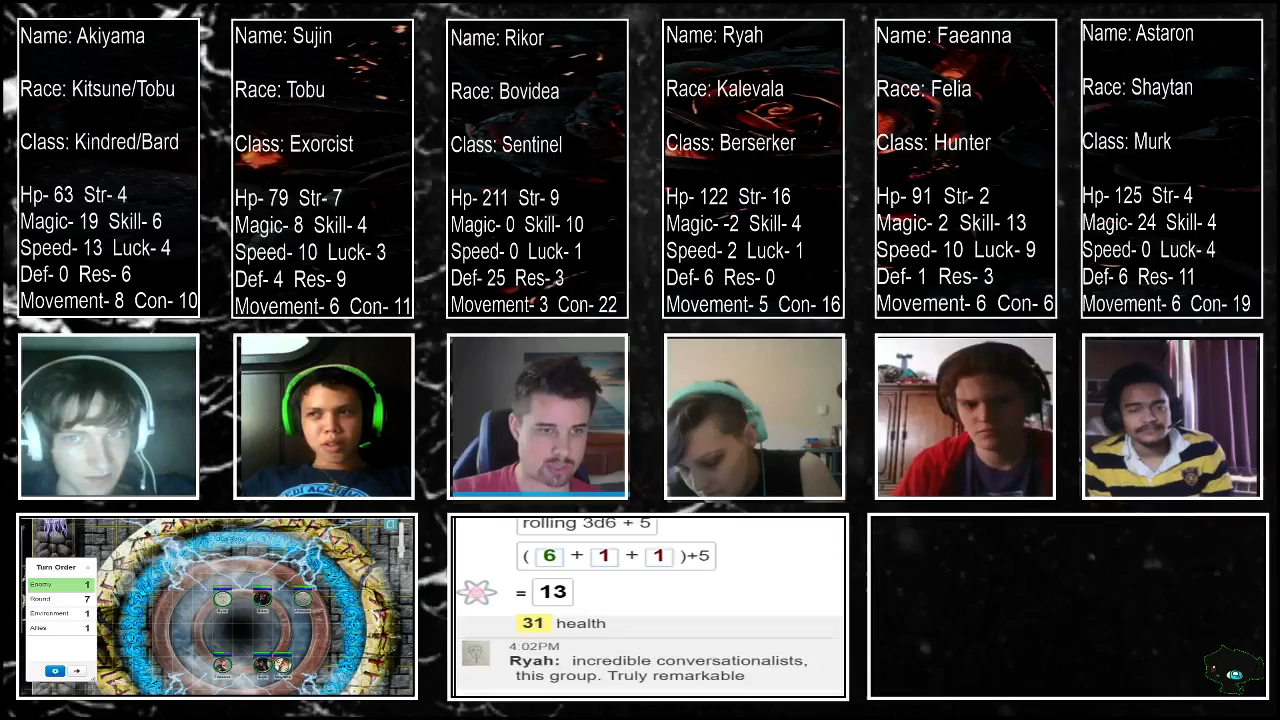 Name: Akiyama
Race: Kitsune/Tobu
Class: Kindred/Bard
Hp- 63 Str- 4
Magic- 19 Skill- 6
Speed- 13 Luck- 4
Def- 0 Res- 6
Movement- 8 Con- 10
Name: Sujin
Race: Tobu
Class: Exorcist
Hp- 79 Str- 7
Magic- 8 Skill- 4
Speed- 10 Luck- 3
Def- 4 Res- 9
Movement- 6 Con- 11
Name: Rikor
Race: Bovidea
Class: Sentinel
Hp- 211 Str- 9
Magic- 0 Skill- 10
Speed- 0 Luck- 1
Def- 25 Res- 3
Movement- 3 Con- 22
Name: Ryah
Race: Kalevala
Class: Berserker
Hp- 122 Str- 16
Magic- -2 Skill- 4
Speed- 2 Luck- 1
Def- 6 Res- 0
Movement- 5 Con- 16
Name: Faeanna
Race: Felia
Class: Hunter
Hp- 91 Str- 2
Magic- 2 Skill- 13
Speed- 10 Luck- 9
Def- 1 Res- 3
Movement- 6 Con- 6
Name: Astaron
Race: Shaytan
Class: Murk
Hp- 125 Str- 4
Magic- 24 Skill- 4
Speed- 0 Luck- 4
Def- 6 Res- 11
Movement- 6 Con- 19
Turn Order
Enemy 1
Round 7
Environment 1
Allies 1
rolling 3d6 + 5
( 6 + 1 + 1 )+5
= 13
31 health
4:02PM
Ryah: incredible conversationalists,
this group. Truly remarkable